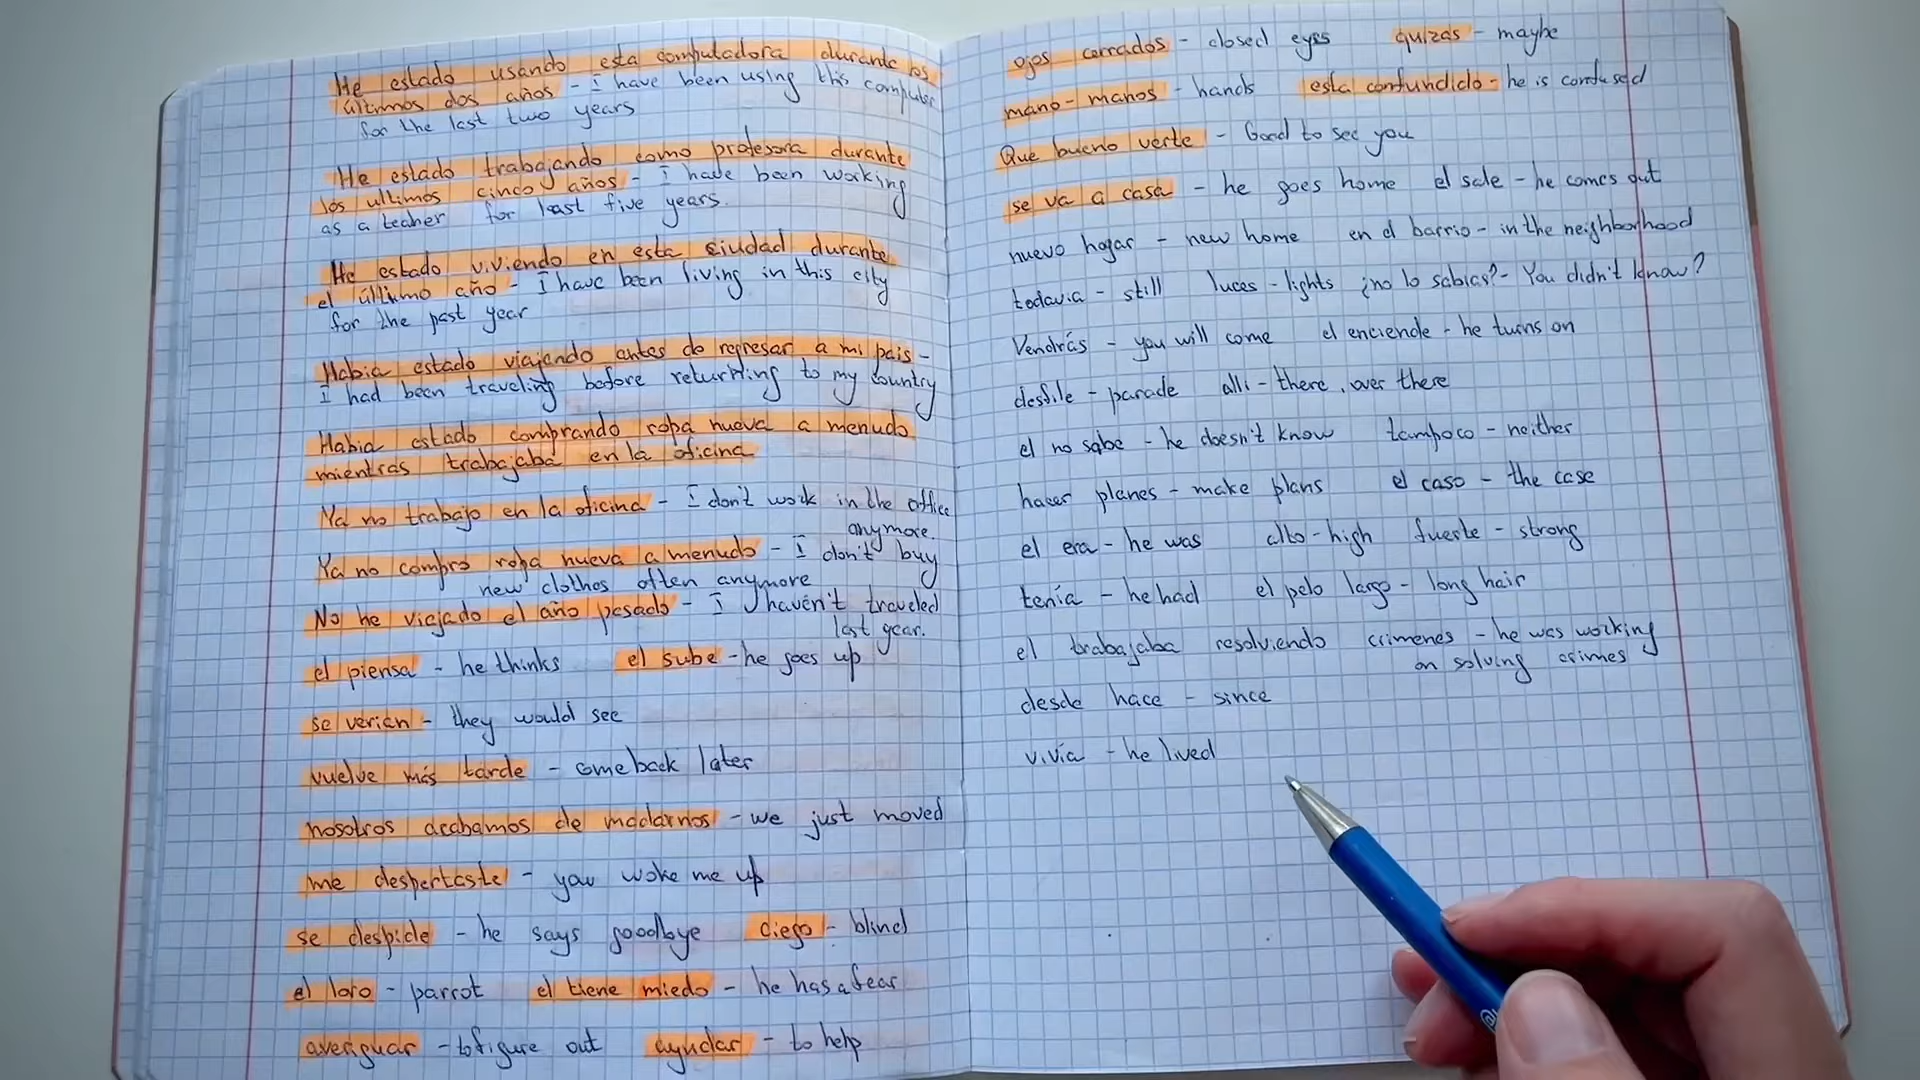 He estado usando esta computadora durante los
últimos dos años - I have been using this computer
for the last two years
He estado trabajando como profesora durante
los ultimos cinco años - I have been working
as a teacher for last five years.
He estado viviendo en esta ciudad durante
el último año - I have been living in this city
for the past year
Habia estado viajando antes de regresar a mi pais -
I had been traveling before returning to my country
Habia estado comprando ropa nueva a menudo
mientras trabajaba en la oficina
Ya no trabajo en la oficina - I don't work in the office
anymore.
Ya no compro ropa nueva a menudo - I don't buy
new clothes often anymore
No he viajado el año pasado - I haven't traveled
last year.
el piensa - he thinks el sube - he goes up
se verian - they would see
vuelve más tarde - come back later
nosotros acabamos de mudarnos - we just moved
me despertaste - you woke me up
se despide - he says goodbye ciego - blind
el loro - parrot el tiene miedo - he has a fear
averiguar - to figure out ayudar - to help
ojos cerrados - closed eyes quizas - maybe
mano - manos - hands esta confundido - he is confused
Que bueno verte - Good to see you
se va a casa - he goes home el sale - he comes out
nuevo hogar - new home en el barrio - in the neighborhood
todavia - still luces - lights ¿no lo sabias? - You didn't know?
Vendrás - you will come el enciende - he turns on
desfile - parade alli - there, over there
el no sabe - he doesn't know tampoco - neither
hacer planes - make plans el caso - the case
el era - he was alto - high fuerte - strong
tenía - he had el pelo largo - long hair
el trabajaba resolviendo crimenes - he was working
on solving crimes
desde hace - since
vivía - he lived